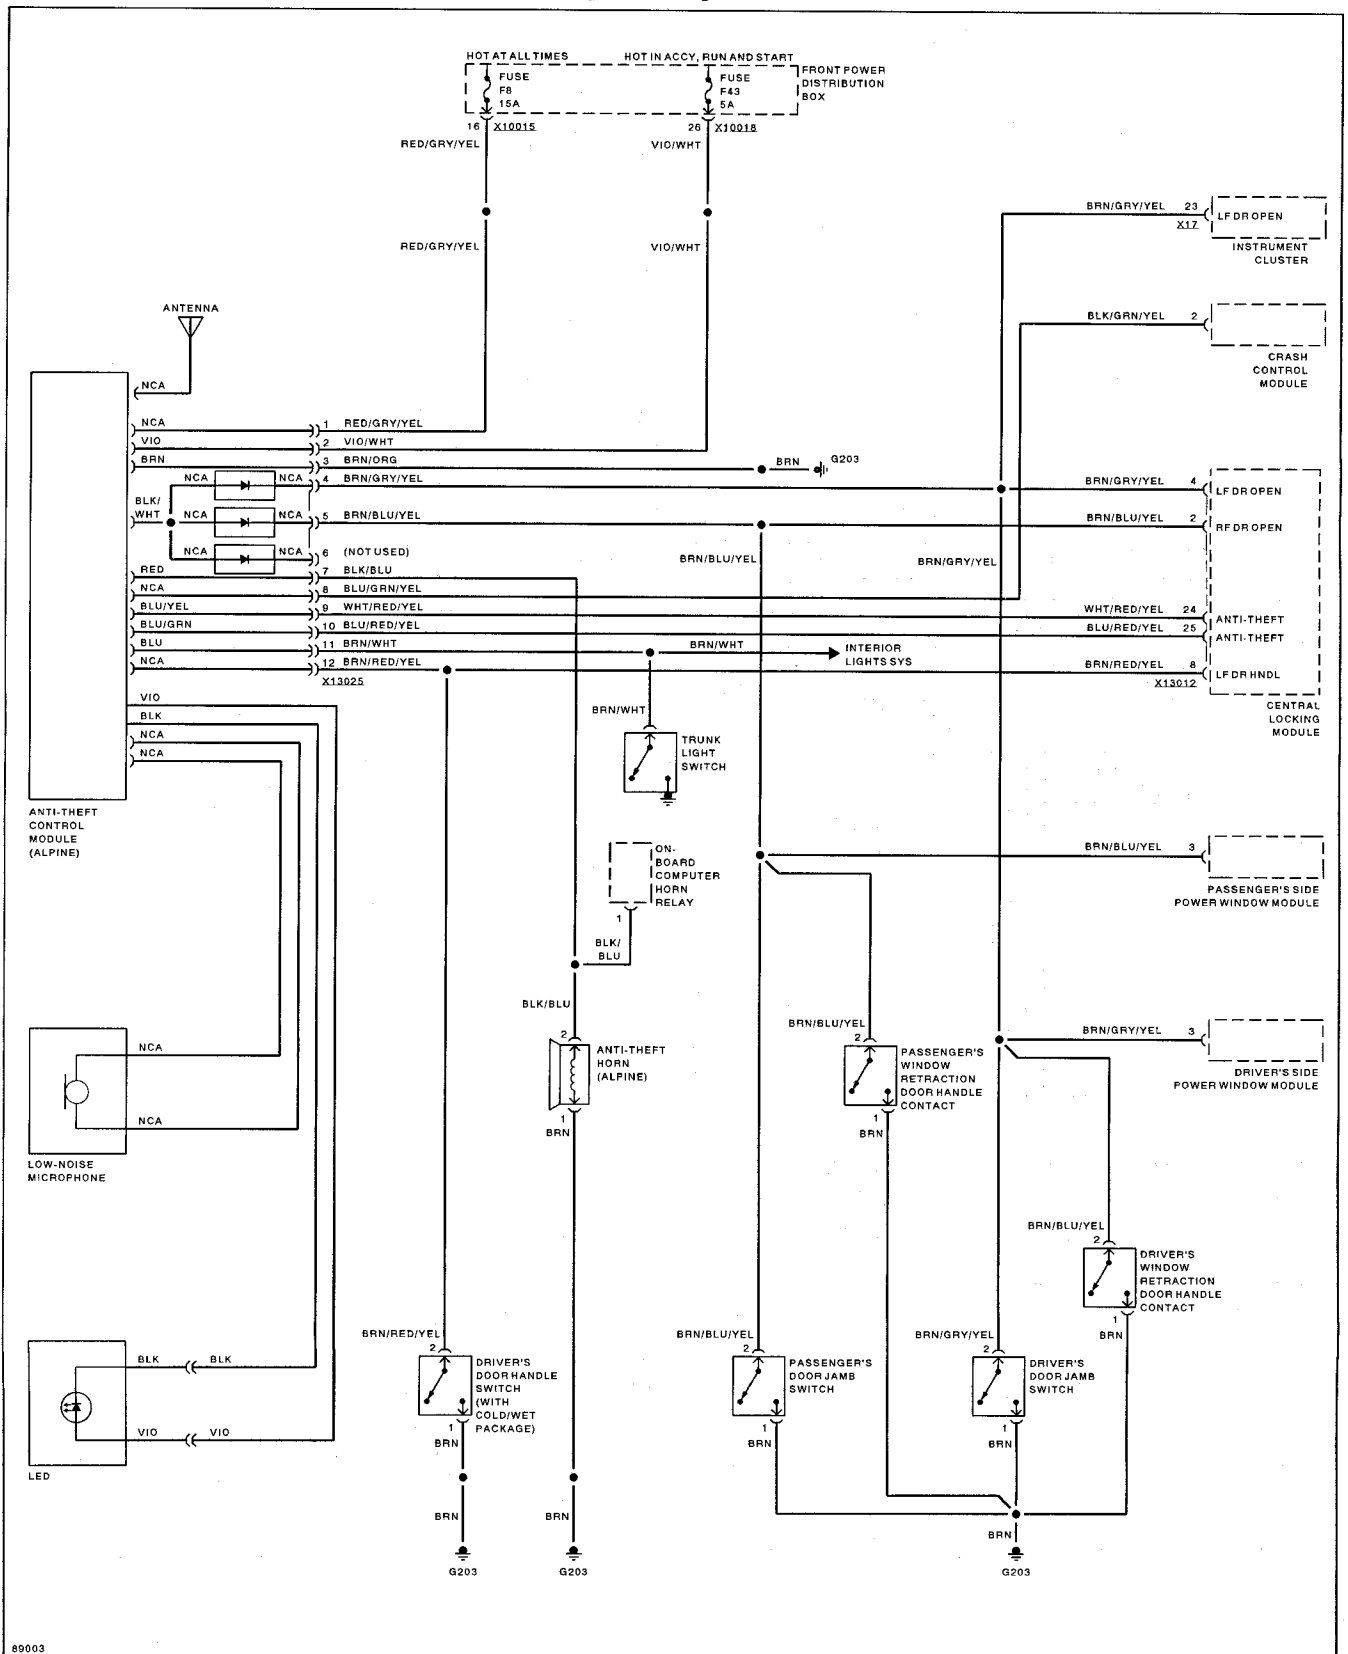 HOT AT ALL TIMES
HOT IN ACCY, RUN AND START
FUSE
F8
15A
FUSE
F43
5A
FRONT POWER
DISTRIBUTION
BOX
16 X10015
26 X10018
RED/GRY/YEL
VIO/WHT
RED/GRY/YEL
VIO/WHT
BRN/GRY/YEL 23
X17
LF DR OPEN
INSTRUMENT
CLUSTER
ANTENNA
BLK/GRN/YEL 2
CRASH
CONTROL
MODULE
NCA
NCA 1 RED/GRY/YEL
VIO 2 VIO/WHT
BRN 3 BRN/ORG
BRN G203
NCA NCA 4 BRN/GRY/YEL
BRN/GRY/YEL 4 LF DR OPEN
BLK/
WHT
NCA NCA 5 BRN/BLU/YEL
BRN/BLU/YEL 2 RF DR OPEN
NCA NCA 6 (NOT USED)
BRN/BLU/YEL
BRN/GRY/YEL
RED 7 BLK/BLU
NCA 8 BLU/GRN/YEL
BLU/YEL 9 WHT/RED/YEL
WHT/RED/YEL 24 ANTI-THEFT
BLU/GRN 10 BLU/RED/YEL
BLU/RED/YEL 25 ANTI-THEFT
BLU 11 BRN/WHT
BRN/WHT
INTERIOR
LIGHTS SYS
NCA 12 BRN/RED/YEL
X13025
BRN/RED/YEL 8 LF DR HNDL
X13012
CENTRAL
LOCKING
MODULE
VIO
BLK
NCA
NCA
BRN/WHT
TRUNK
LIGHT
SWITCH
ANTI-THEFT
CONTROL
MODULE
(ALPINE)
ON-
BOARD
COMPUTER
HORN
RELAY
1
BLK/
BLU
BRN/BLU/YEL 3
PASSENGER'S SIDE
POWER WINDOW MODULE
BLK/BLU
2
ANTI-THEFT
HORN
(ALPINE)
1
BRN
BRN/BLU/YEL
2
PASSENGER'S
WINDOW
RETRACTION
DOOR HANDLE
CONTACT
1
BRN
BRN/GRY/YEL 3
DRIVER'S SIDE
POWER WINDOW MODULE
NCA
NCA
LOW-NOISE
MICROPHONE
BRN/BLU/YEL
2
DRIVER'S
WINDOW
RETRACTION
DOOR HANDLE
CONTACT
1
BRN
BLK BLK
VIO VIO
LED
BRN/RED/YEL
2
DRIVER'S
DOOR HANDLE
SWITCH
(WITH
COLD/WET
PACKAGE)
1
BRN
BRN/BLU/YEL
2
PASSENGER'S
DOOR JAMB
SWITCH
1
BRN
BRN/GRY/YEL
2
DRIVER'S
DOOR JAMB
SWITCH
1
BRN
BRN
BRN
BRN
G203
G203
G203
89003